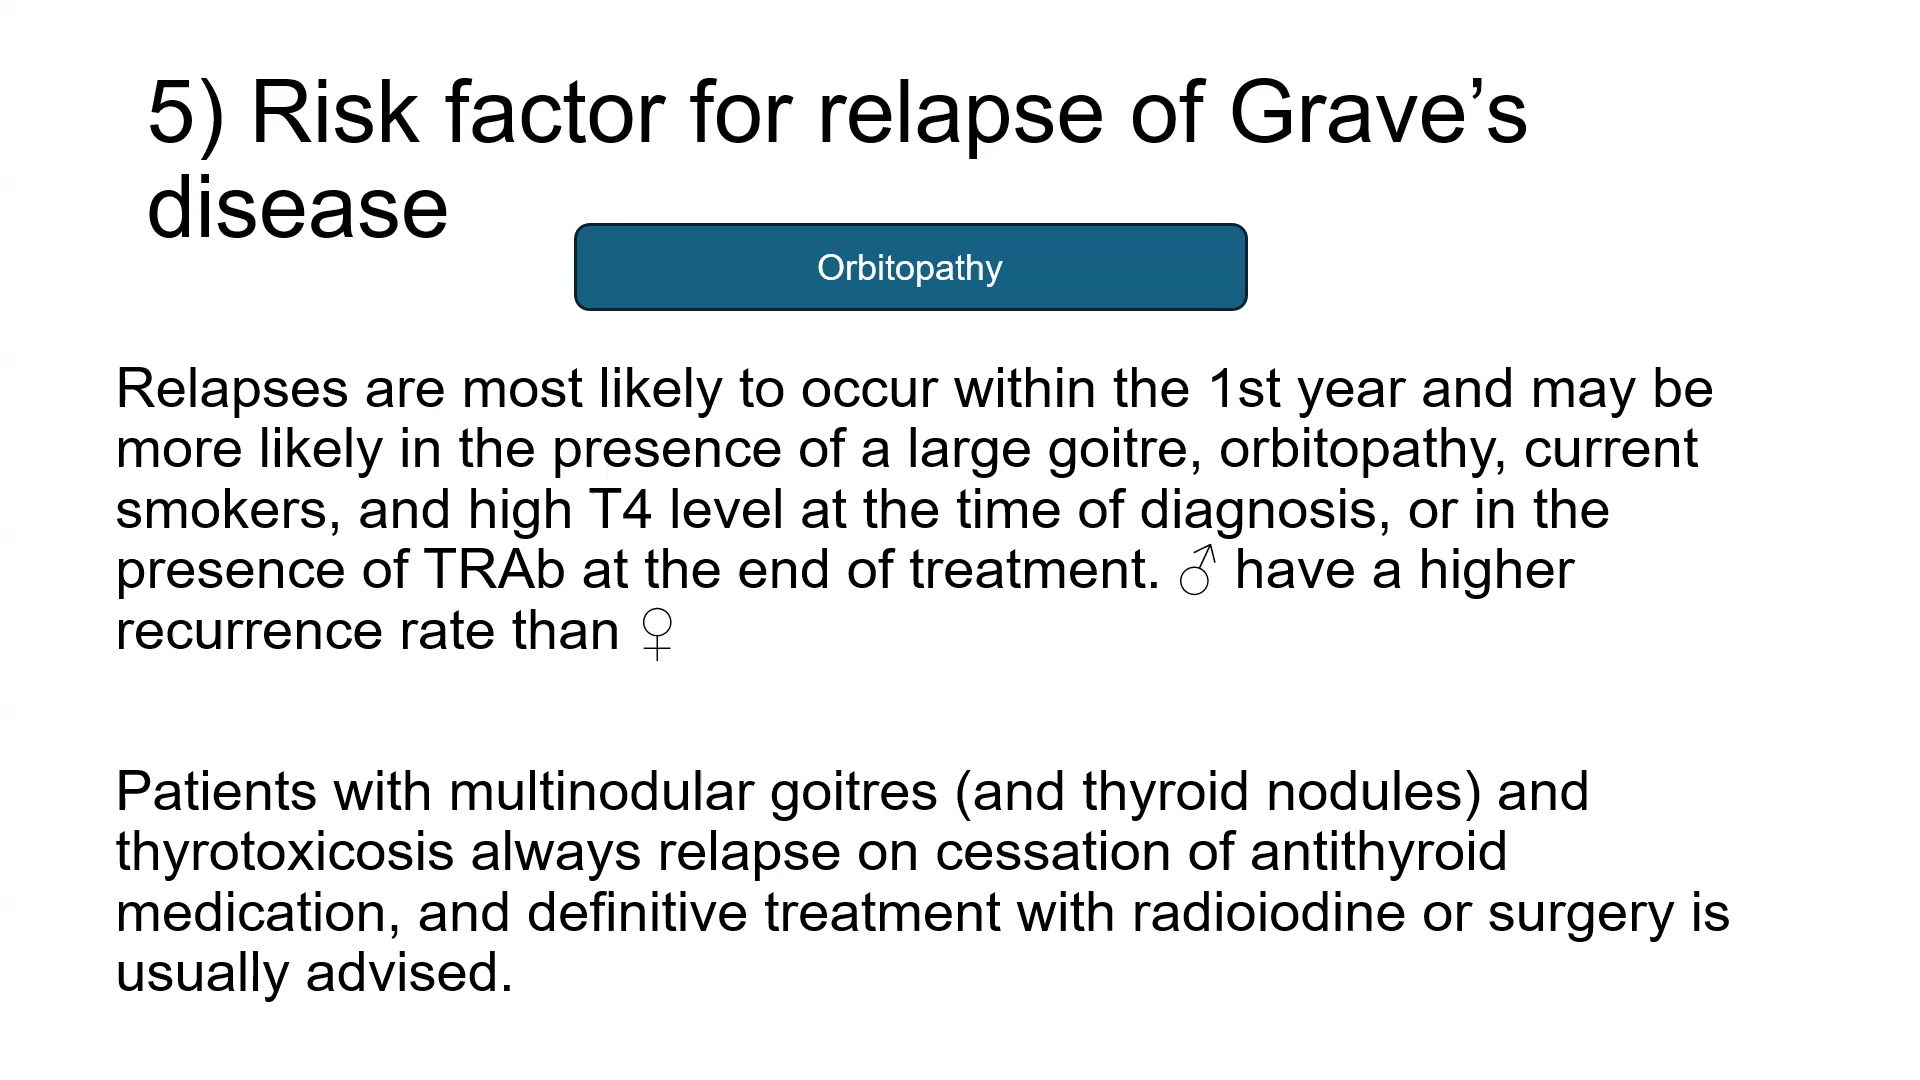 5) Risk factor for relapse of Grave’s
disease
Orbitopathy
Relapses are most likely to occur within the 1st year and may be
more likely in the presence of a large goitre, orbitopathy, current
smokers, and high T4 level at the time of diagnosis, or in the
presence of TRAb at the end of treatment. ♂ have a higher
recurrence rate than ♀
Patients with multinodular goitres (and thyroid nodules) and
thyrotoxicosis always relapse on cessation of antithyroid
medication, and definitive treatment with radioiodine or surgery is
usually advised.